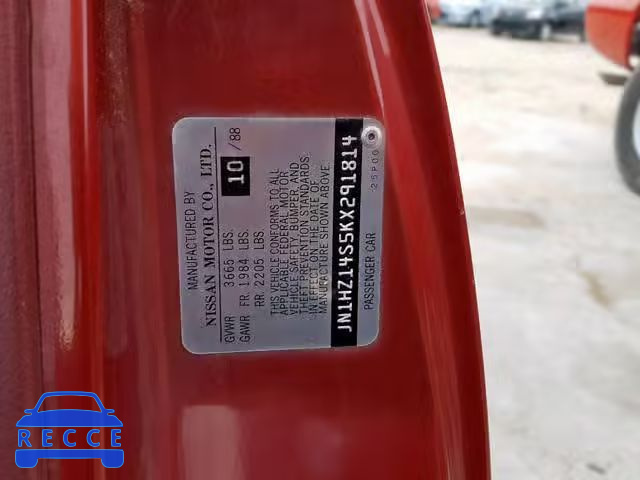 MANUFACTURED BY
NISSAN MOTOR CO., LTD.
10/88
GVWR 3665 LBS.
GAWR FR. 1984 LBS.
RR. 2205 LBS.
THIS VEHICLE CONFORMS TO ALL
APPLICABLE FEDERAL MOTOR
VEHICLE SAFETY, BUMPER, AND
THEFT PREVENTION STANDARDS
IN EFFECT ON THE DATE OF
MANUFACTURE SHOWN ABOVE.
JN1HZ14S5KX291814
PASSENGER CAR
25P00
RECCE